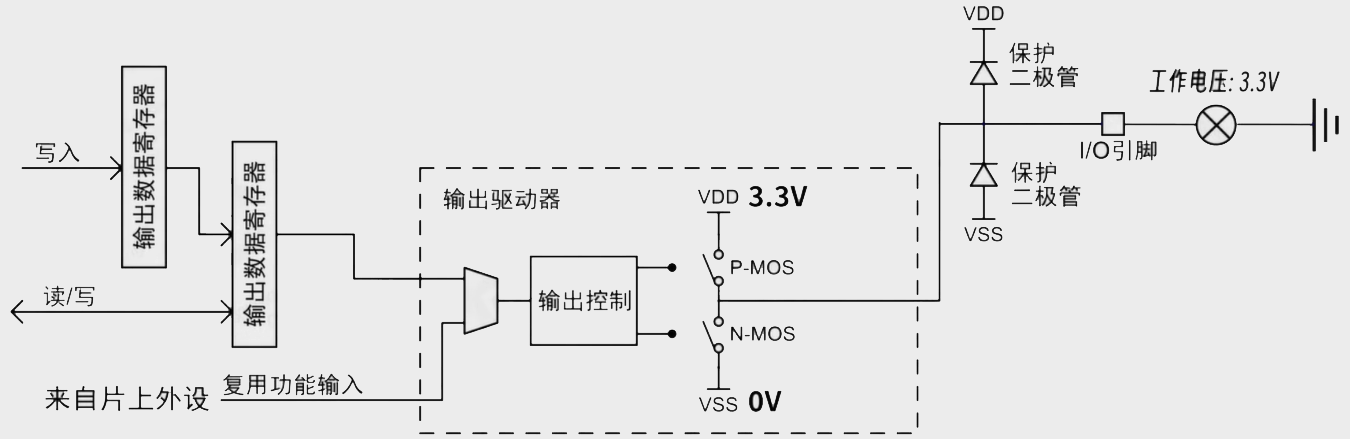 VDD
保护
二极管
工作电压: 3.3V
I/O引脚
保护
二极管
VSS
写入
输出数据寄存器
输出数据寄存器
读/写
来自片上外设
复用功能输入
输出驱动器
输出控制
VDD 3.3V
P-MOS
N-MOS
VSS 0V